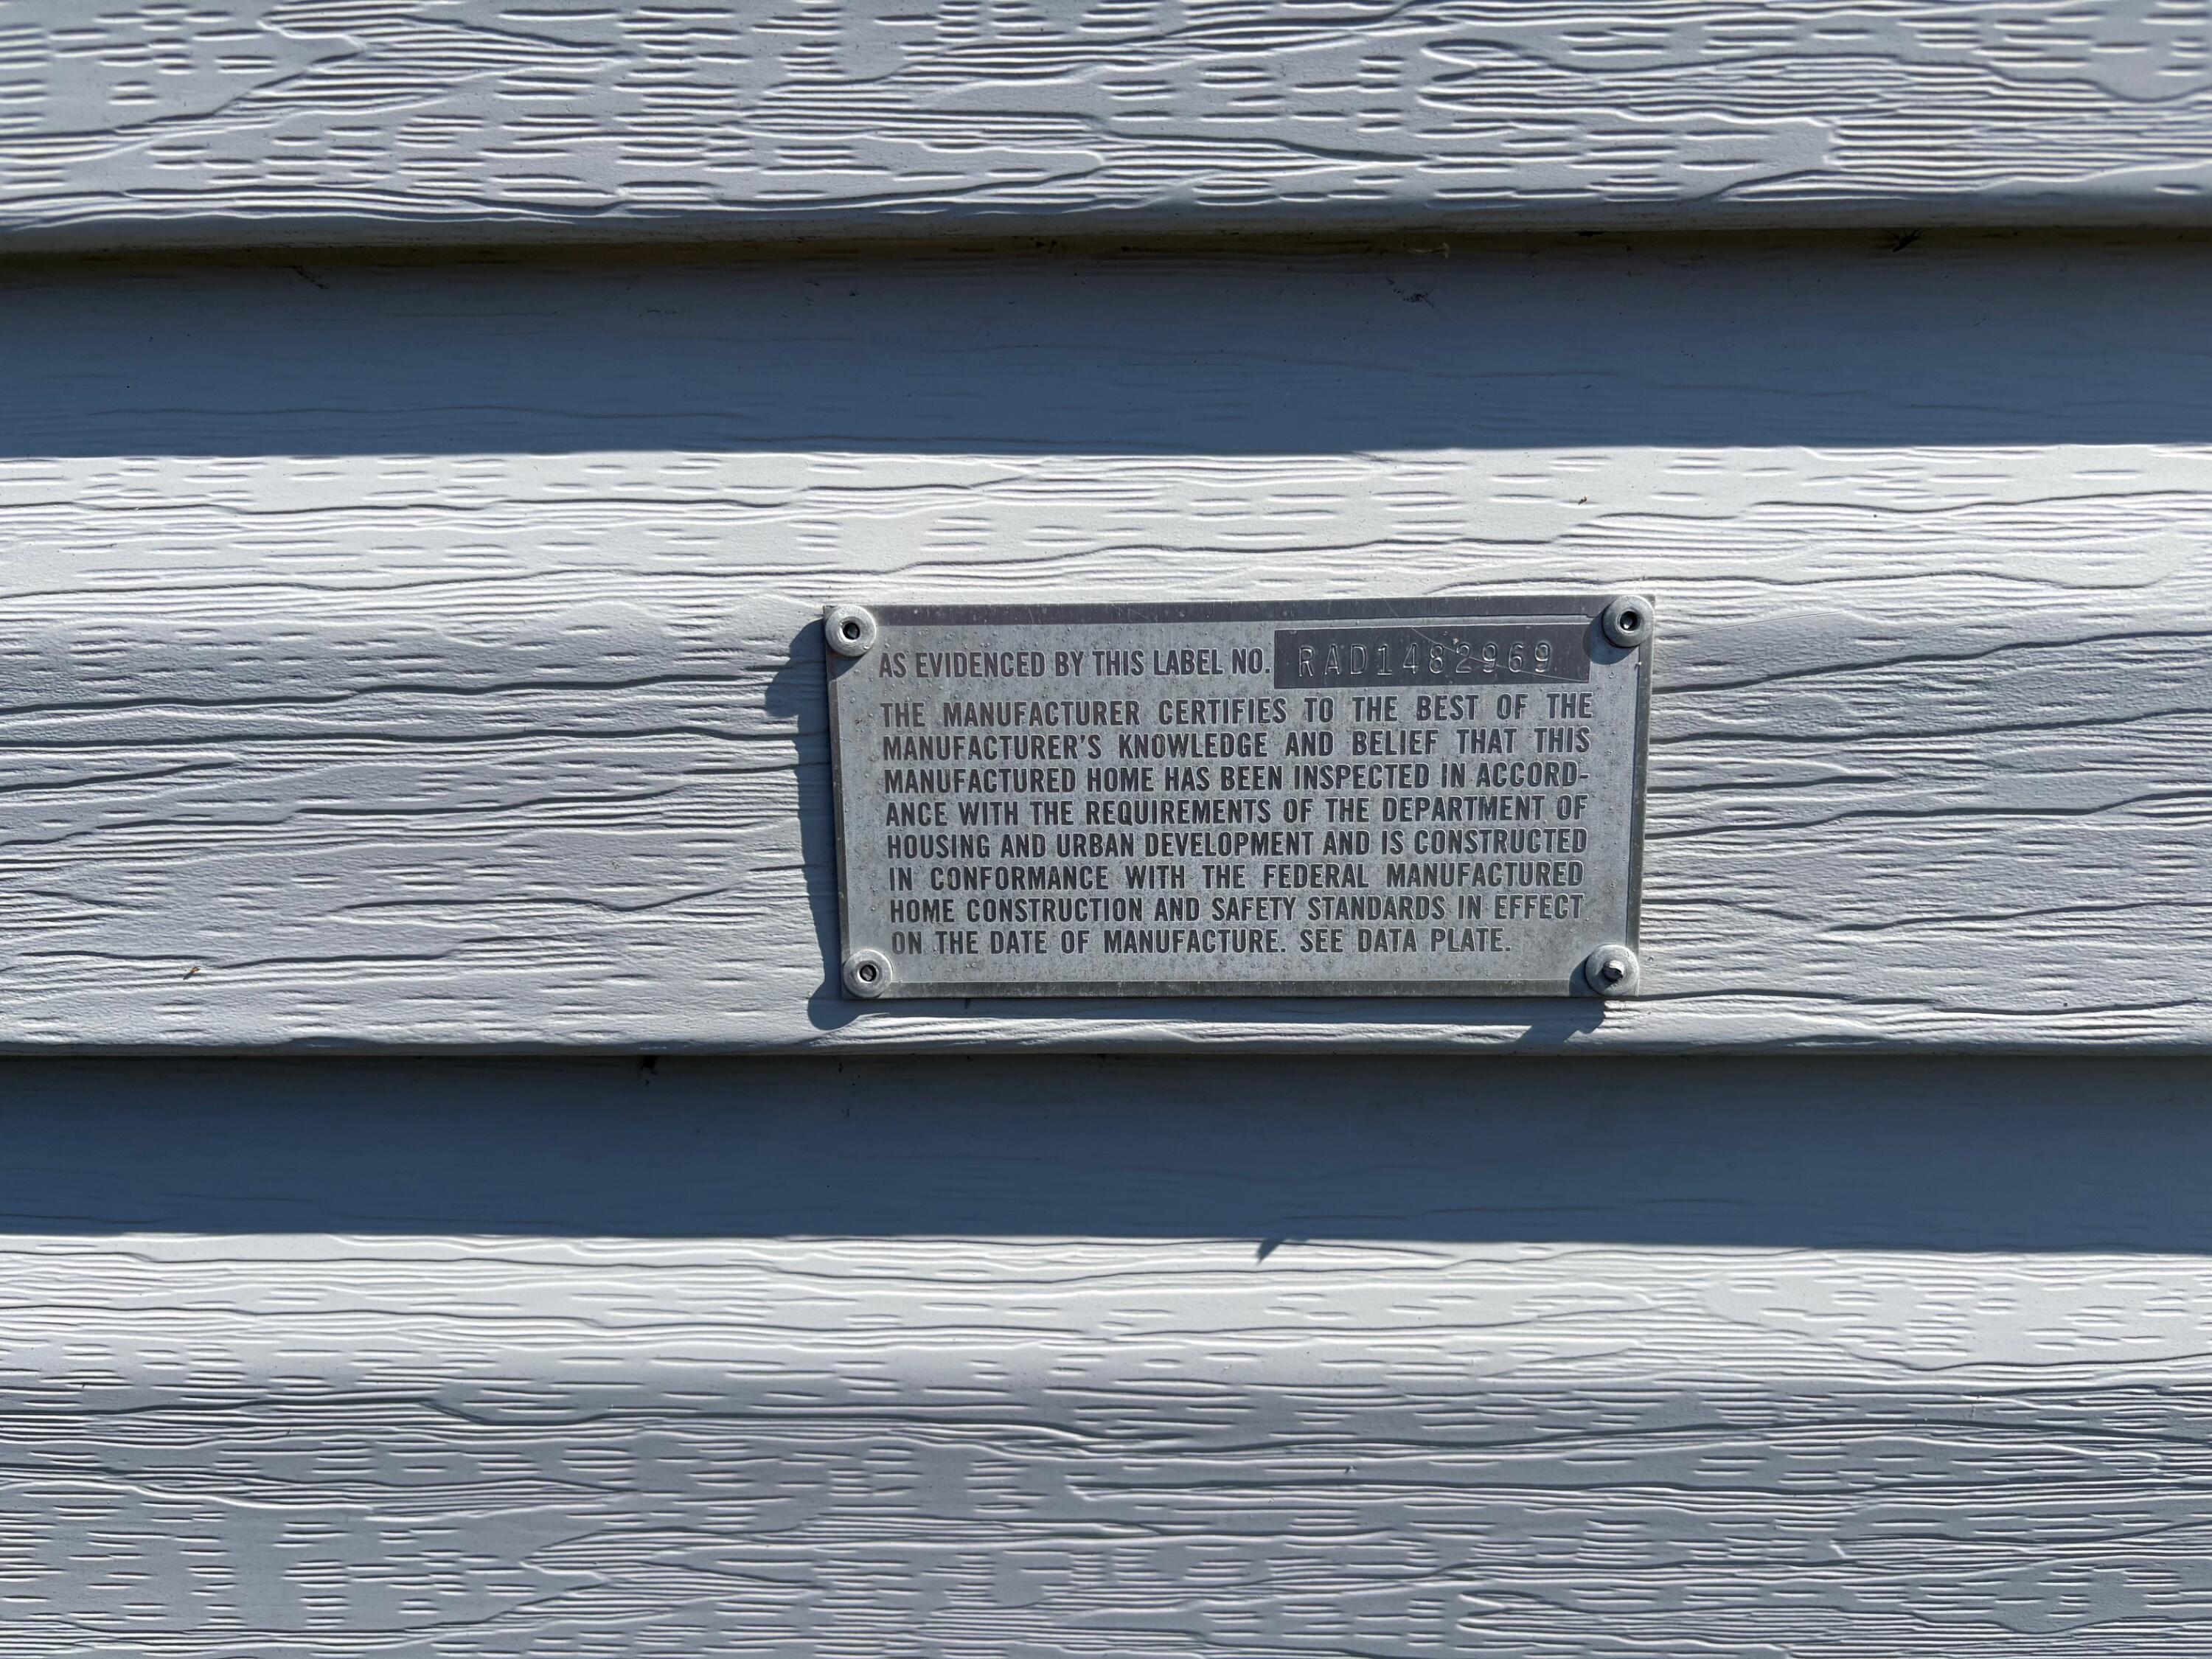 AS EVIDENCED BY THIS LABEL NO. RAD1482969
THE MANUFACTURER CERTIFIES TO THE BEST OF THE
MANUFACTURER'S KNOWLEDGE AND BELIEF THAT THIS
MANUFACTURED HOME HAS BEEN INSPECTED IN ACCORD-
ANCE WITH THE REQUIREMENTS OF THE DEPARTMENT OF
HOUSING AND URBAN DEVELOPMENT AND IS CONSTRUCTED
IN CONFORMANCE WITH THE FEDERAL MANUFACTURED
HOME CONSTRUCTION AND SAFETY STANDARDS IN EFFECT
ON THE DATE OF MANUFACTURE. SEE DATA PLATE.